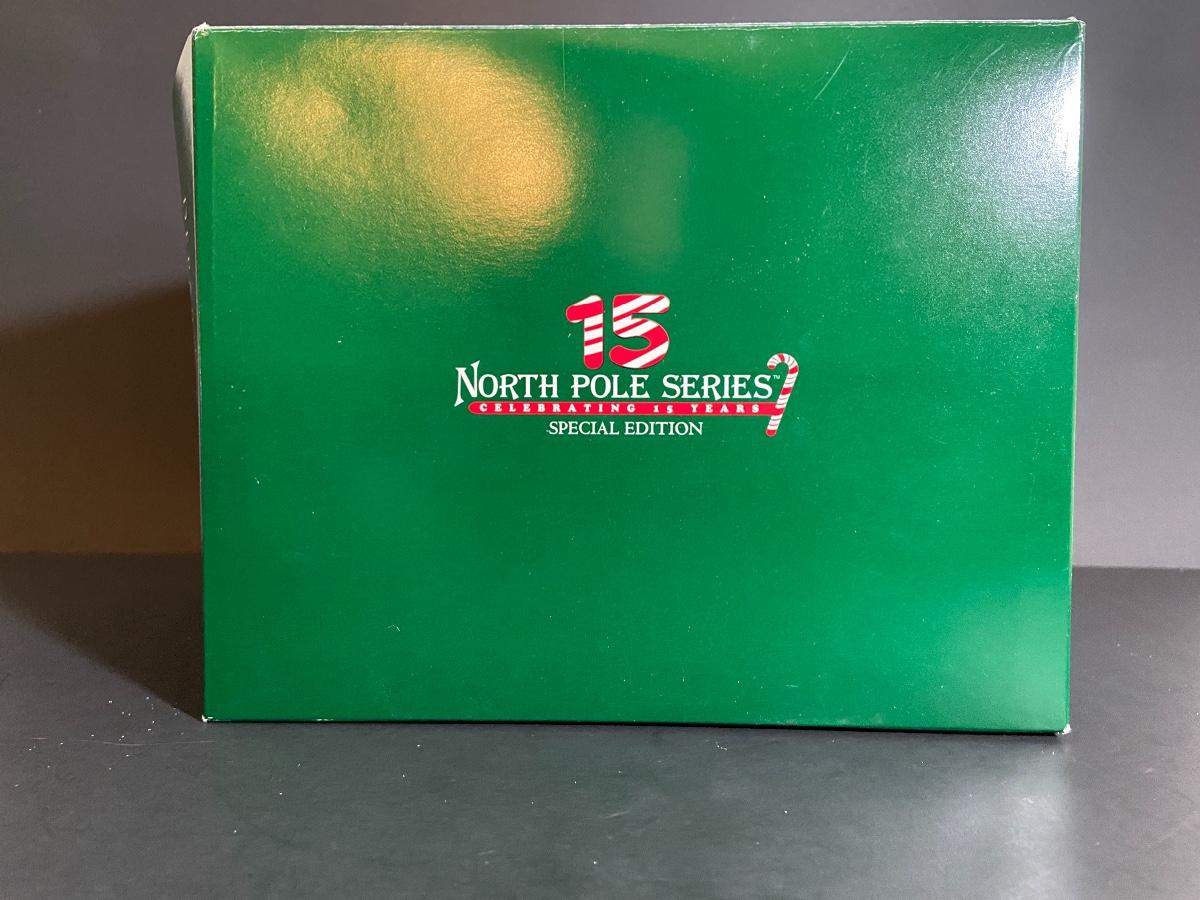 15
NORTH POLE SERIES™
CELEBRATING 15 YEARS
SPECIAL EDITION